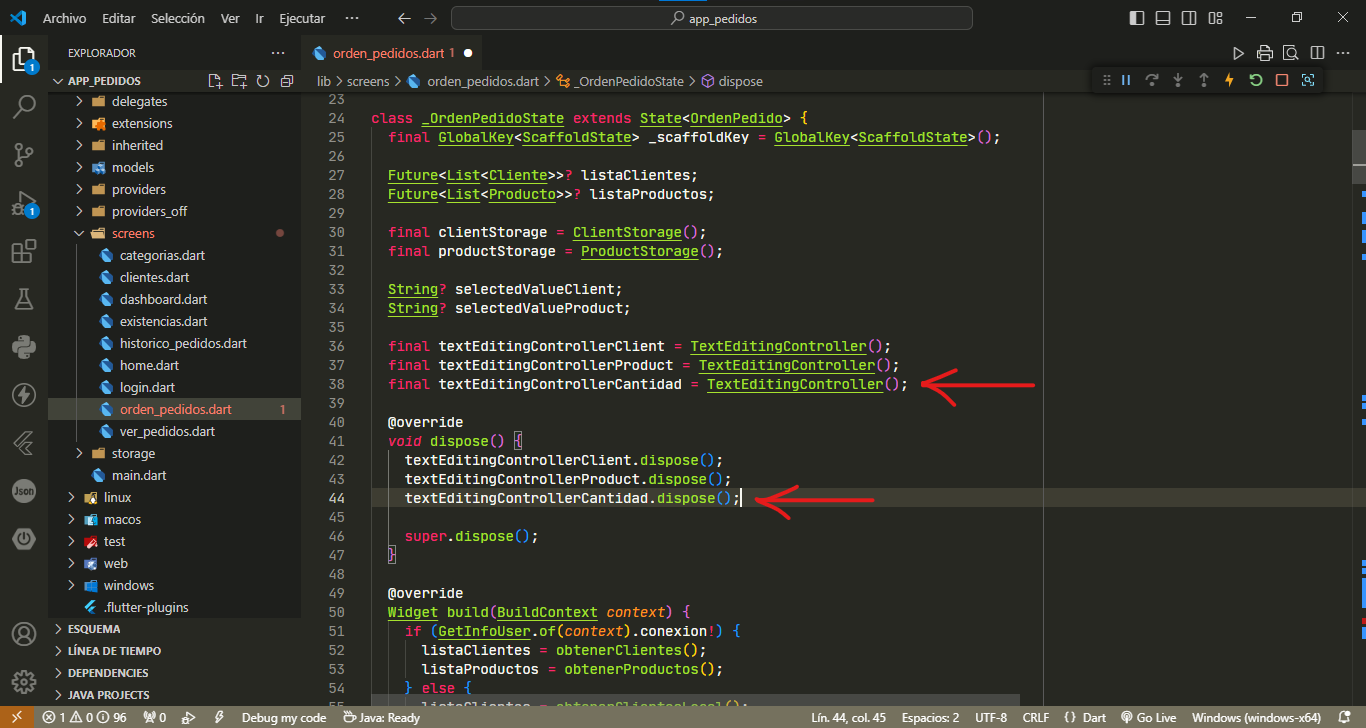 Archivo Editar Selección Ver Ir Ejecutar ··· app_pedidos
EXPLORADOR ···
orden_pedidos.dart 1
APP_PEDIDOS
lib > screens > orden_pedidos.dart > _OrdenPedidoState > dispose
delegates
extensions
inherited
models
providers
providers_off
screens
categorias.dart
clientes.dart
dashboard.dart
existencias.dart
historico_pedidos.dart
home.dart
login.dart
orden_pedidos.dart 1
ver_pedidos.dart
storage
main.dart
linux
macos
test
web
windows
.flutter-plugins
ESQUEMA
LÍNEA DE TIEMPO
DEPENDENCIES
JAVA PROJECTS
1
1
Json
23
24 class _OrdenPedidoState extends State<OrdenPedido> {
25 final GlobalKey<ScaffoldState> _scaffoldKey = GlobalKey<ScaffoldState>();
26
27 Future<List<Cliente>>? listaClientes;
28 Future<List<Producto>>? listaProductos;
29
30 final clientStorage = ClientStorage();
31 final productStorage = ProductStorage();
32
33 String? selectedValueClient;
34 String? selectedValueProduct;
35
36 final textEditingControllerClient = TextEditingController();
37 final textEditingControllerProduct = TextEditingController();
38 final textEditingControllerCantidad = TextEditingController();
39
40 @override
41 void dispose() {
42 textEditingControllerClient.dispose();
43 textEditingControllerProduct.dispose();
44 textEditingControllerCantidad.dispose();
45
46 super.dispose();
47 }
48
49 @override
50 Widget build(BuildContext context) {
51 if (GetInfoUser.of(context).conexion!) {
52 listaClientes = obtenerClientes();
53 listaProductos = obtenerProductos();
54 } else {
1 0 96 0 Debug my code Java: Ready Lín. 44, col. 45 Espacios: 2 UTF-8 CRLF {} Dart Go Live Windows (windows-x64)